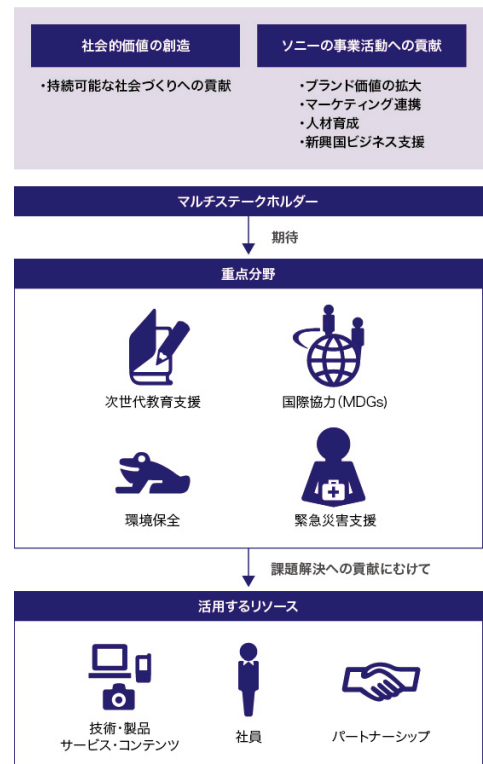 社会的価値の創造
・持続可能な社会づくりへの貢献
ソニーの事業活動への貢献
・ブランド価値の拡大
・マーケティング連携
・人材育成
・新興国ビジネス支援
マルチステークホルダー
期待
重点分野
次世代教育支援
国際協力(MDGs)
環境保全
緊急災害支援
課題解決への貢献にむけて
活用するリソース
技術・製品
サービス・コンテンツ
社員
パートナーシップ